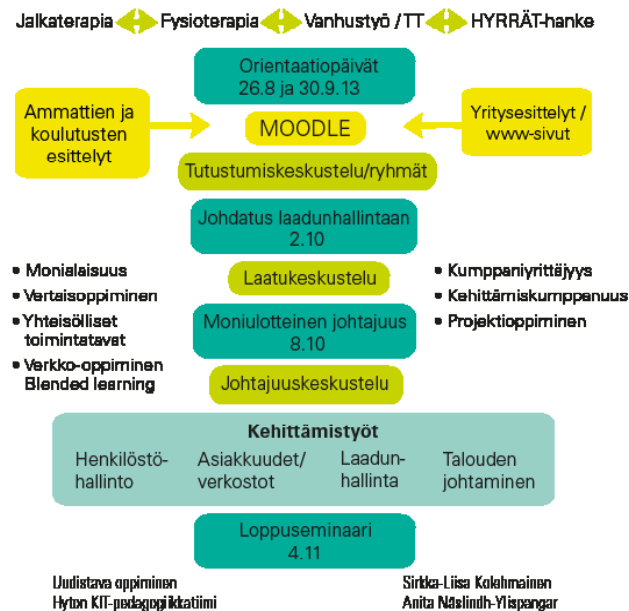 Jalkaterapia Fysioterapia Vanhustyö / TT HYRRÄT-hanke
Orientaatiopäivät
26.8 ja 30.9.13
Ammattien ja
koulutusten
esittelyt
MOODLE
Yritysesittelyt /
www-sivut
Tutustumiskeskustelu/ryhmät
Johdatus laadunhallintaan
2.10
• Monialaisuus
• Vertaisoppiminen
• Yhteisölliset
toimintatavat
• Verkko-oppiminen
Blended learning
Laatukeskustelu
• Kumppaniyrittäjyys
• Kehittämiskumppanuus
• Projektioppiminen
Moniulotteinen johtajuus
8.10
Johtajuuskeskustelu
Kehittämistyöt
Henkilöstö-
hallinto
Asiakkuudet/
verkostot
Laadun-
hallinta
Talouden
johtaminen
Loppuseminaari
4.11
Uudistava oppiminen
Hyton KIT-pedagogiikkatiimi
Sirkka-Liisa Kolehmainen
Anita Näslindh-Ylispangar